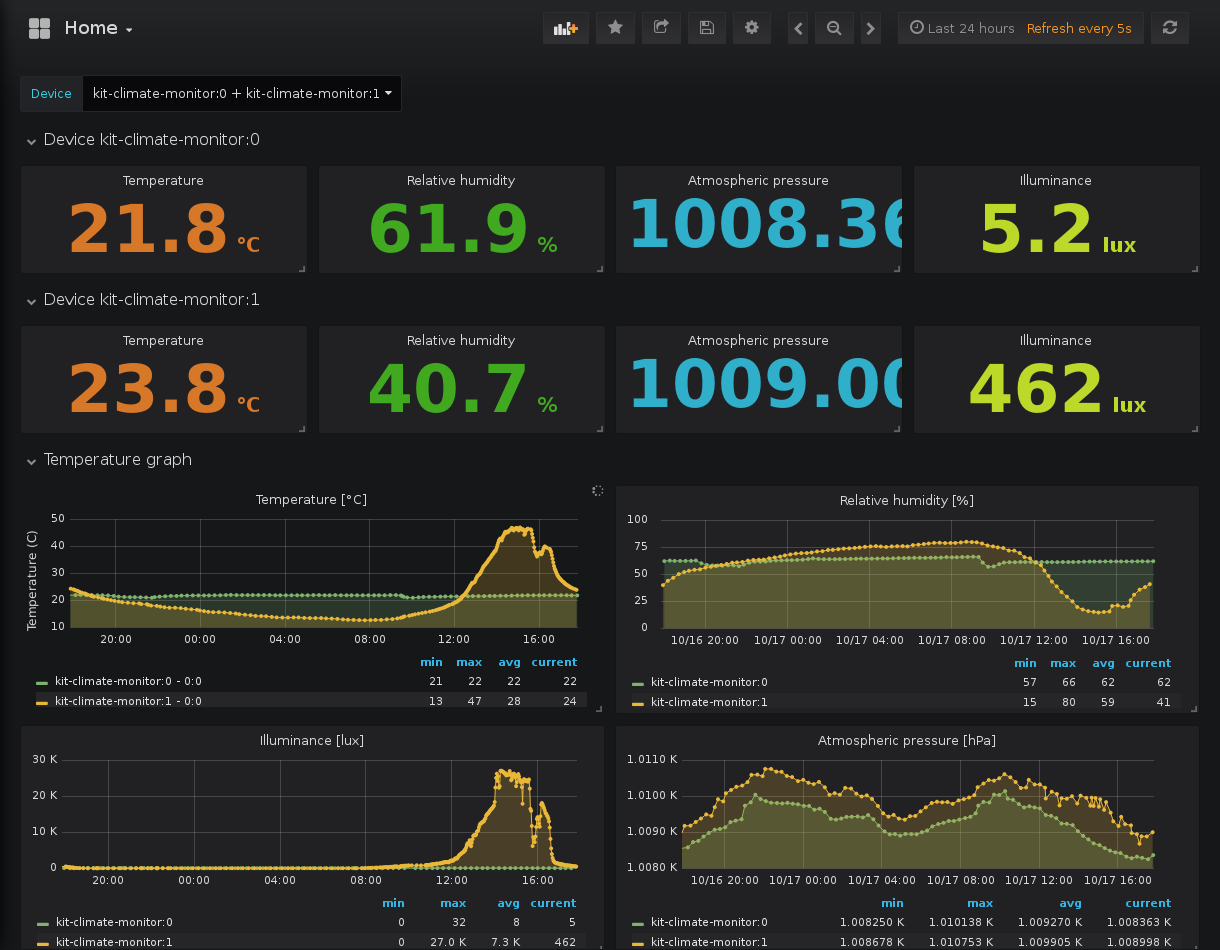 Home
Last 24 hours Refresh every 5s
Device kit-climate-monitor:0 + kit-climate-monitor:1
Device kit-climate-monitor:0
Temperature Relative humidity Atmospheric pressure Illuminance
21.8 °C 61.9 % 1008.36 5.2 lux
Device kit-climate-monitor:1
Temperature Relative humidity Atmospheric pressure Illuminance
23.8 °C 40.7 % 1009.00 462 lux
Temperature graph
Temperature [°C]
Temperature (C)
50
40
30
20
10
20:00 00:00 04:00 08:00 12:00 16:00
min max avg current
kit-climate-monitor:0 - 0:0 21 22 22 22
kit-climate-monitor:1 - 0:0 13 47 28 24
Relative humidity [%]
100
75
50
25
0
10/16 20:00 10/17 00:00 10/17 04:00 10/17 08:00 10/17 12:00 10/17 16:00
min max avg current
kit-climate-monitor:0 57 66 62 62
kit-climate-monitor:1 15 80 59 41
Illuminance [lux]
30 K
20 K
10 K
0
20:00 00:00 04:00 08:00 12:00 16:00
min max avg current
kit-climate-monitor:0 0 32 8 5
kit-climate-monitor:1 0 27.0 K 7.3 K 462
Atmospheric pressure [hPa]
1.0110 K
1.0100 K
1.0090 K
1.0080 K
10/16 20:00 10/17 00:00 10/17 04:00 10/17 08:00 10/17 12:00 10/17 16:00
min max avg current
kit-climate-monitor:0 1.008250 K 1.010138 K 1.009270 K 1.008363 K
kit-climate-monitor:1 1.008678 K 1.010753 K 1.009905 K 1.008998 K